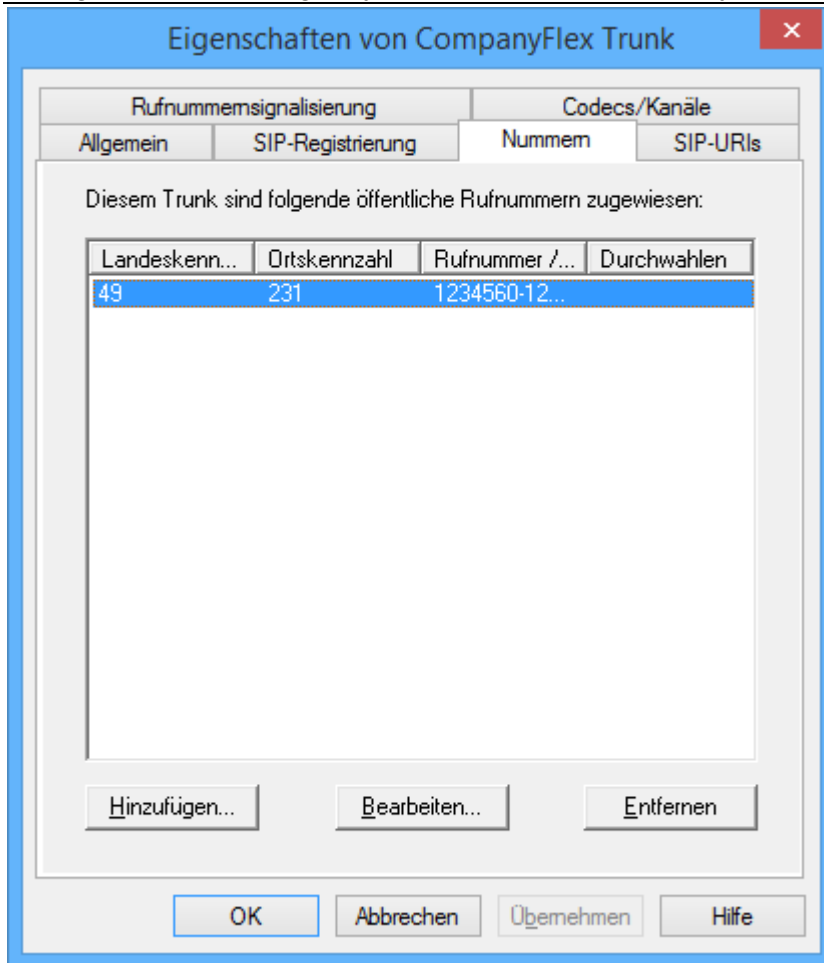 Eigenschaften von CompanyFlex Trunk
Rufnummernsignalisierung Codecs/Kanäle
Allgemein SIP-Registrierung Nummern SIP-URIs
Diesem Trunk sind folgende öffentliche Rufnummern zugewiesen:
Landeskenn... Ortskennzahl Rufnummer /... Durchwahlen
49 231 1234560-12...
Hinzufügen... Bearbeiten... Entfernen
OK Abbrechen Übernehmen Hilfe